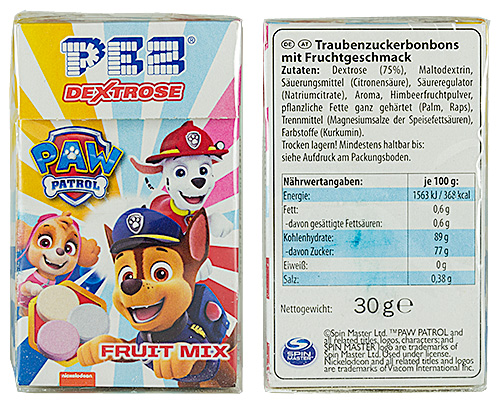 PEZ®
DEXTROSE
PAW
PATROL
FRUIT MIX
nickelodeon
DE AT Traubenzuckerbonbons
mit Fruchtgeschmack
Zutaten: Dextrose (75%), Maltodextrin,
Säuerungsmittel (Citronensäure), Säureregulator
(Natriumcitrate), Aroma, Himbeerfruchtpulver,
pflanzliche Fette ganz gehärtet (Palm, Raps),
Trennmittel (Magnesiumsalze der Speisefettsäuren),
Farbstoffe (Kurkumin).
Trocken lagern! Mindestens haltbar bis:
siehe Aufdruck am Packungsboden.
Nährwertangaben: je 100 g:
Energie: 1563 kJ / 368 kcal
Fett: 0,6 g
-davon gesättigte Fettsäuren: 0,6 g
Kohlenhydrate: 89 g
-davon Zucker: 77 g
Eiweiß: 0 g
Salz: 0,38 g
Nettogewicht: 30 g e
SPIN
MASTER
©Spin Master Ltd. ™PAW PATROL and
all related titles, logos, characters; and
SPIN MASTER logo are trademarks of
Spin Master Ltd. Used under license.
Nickelodeon and all related titles and logos
are trademarks of Viacom International Inc.